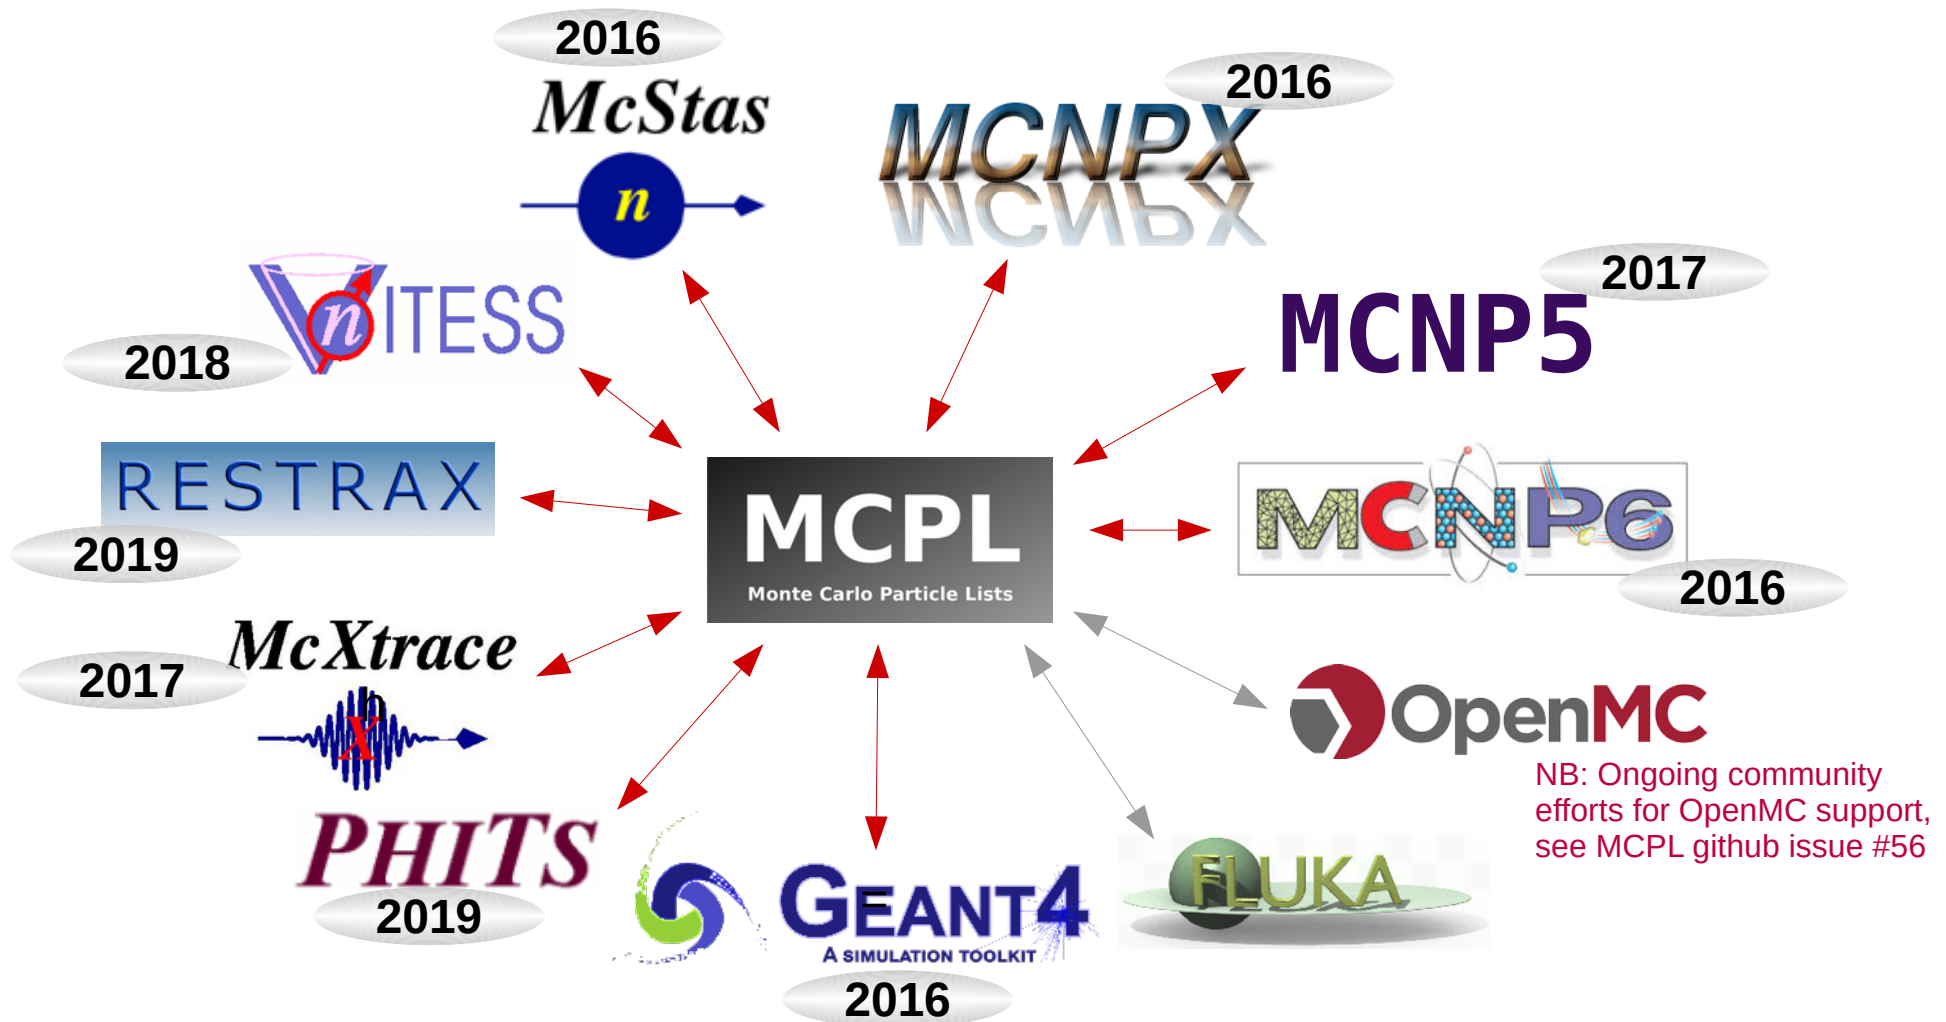 2016
McStas
n
2016
MCNPX
2017
MCNP5
VITESS
n
2018
RESTRAX
2019
MCPL
Monte Carlo Particle Lists
MCNP6
2016
McXtrace
2017
h
X
OpenMC
NB: Ongoing community
efforts for OpenMC support,
see MCPL github issue #56
PHITS
2019
GEANT4
=
A SIMULATION TOOLKIT
2016
FLUKA